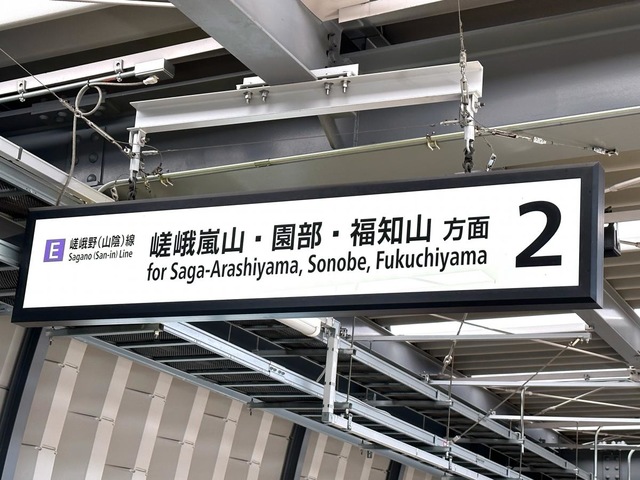 E 嵯峨野(山陰)線
Sagano (San-in) Line
嵯峨嵐山・園部・福知山 方面
for Saga-Arashiyama, Sonobe, Fukuchiyama
2